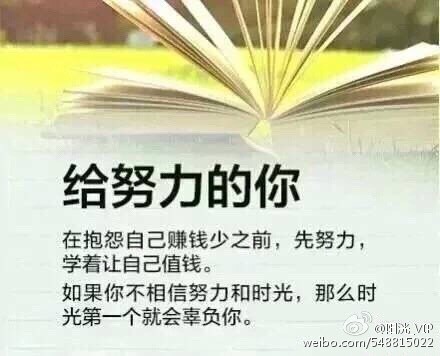 给努力的你
在抱怨自己赚钱少之前，先努力，
学着让自己值钱。
如果你不相信努力和时光，那么时
光第一个就会辜负你。
weibo.com/548815022